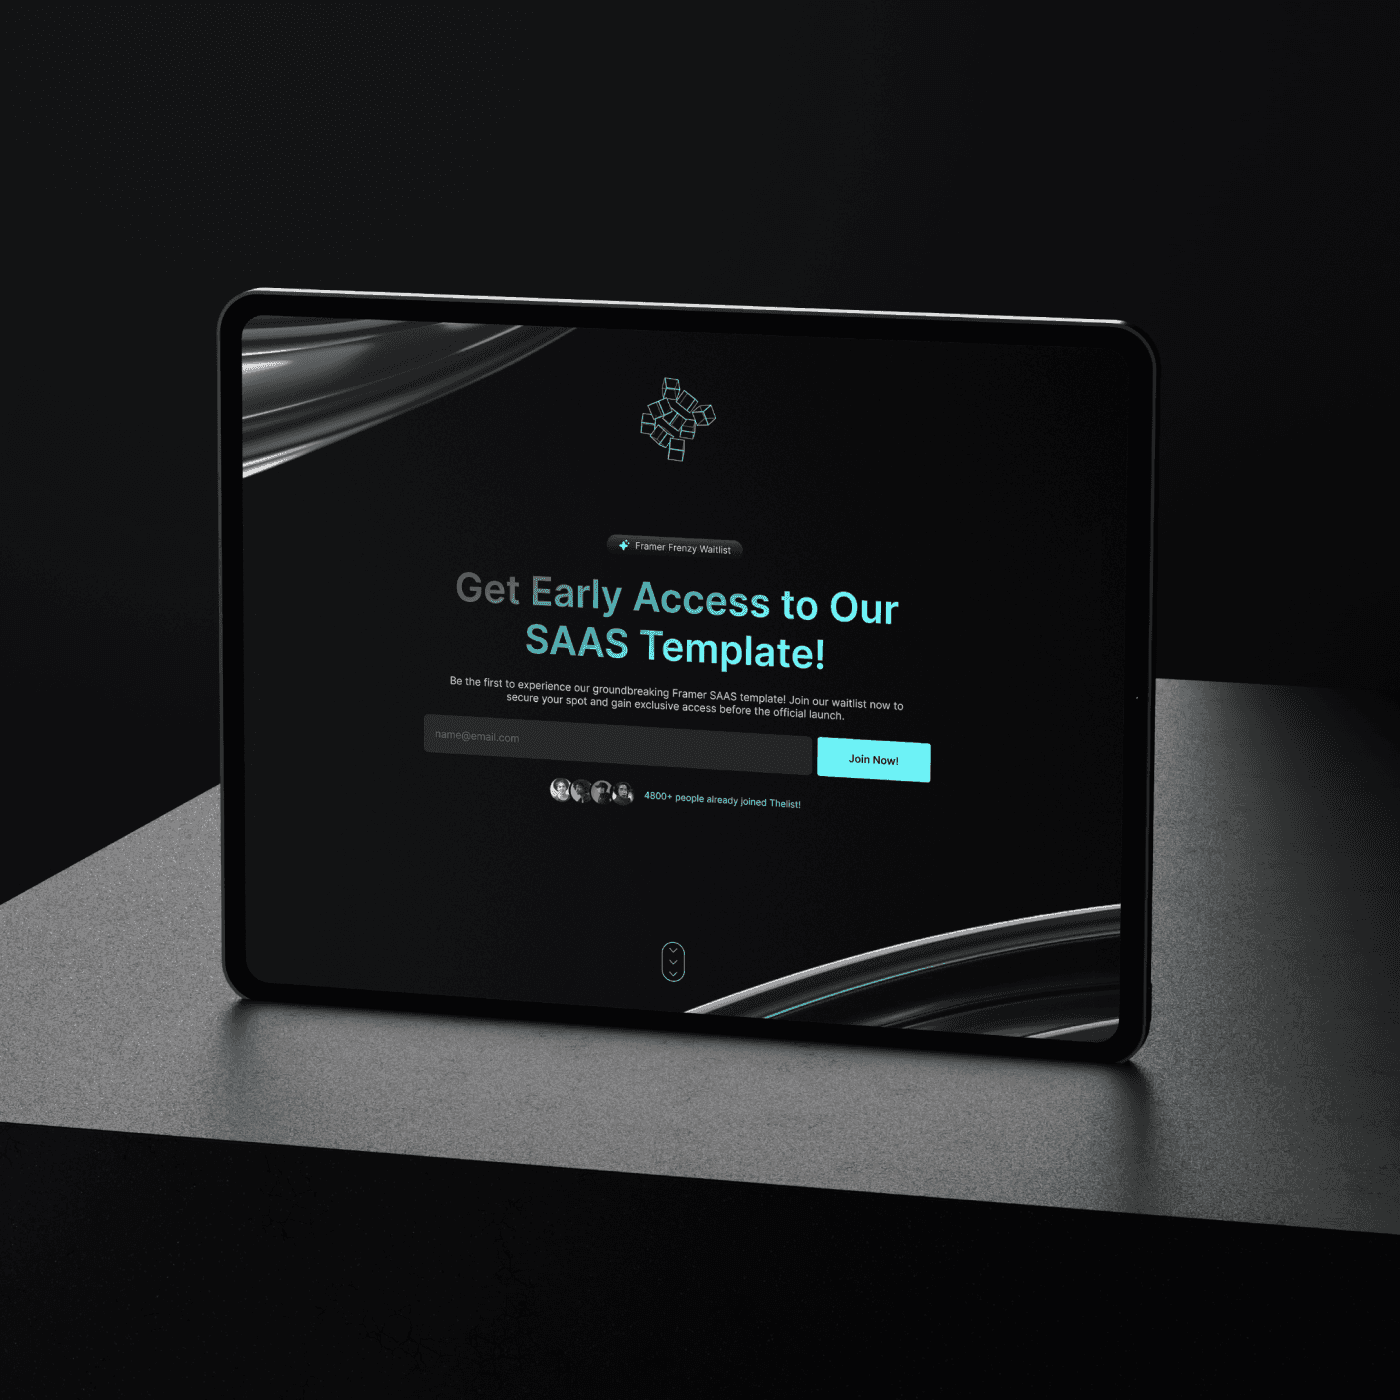 Framer Frenzy Waitlist
Get Early Access to Our
SAAS Template!
Be the first to experience our groundbreaking Framer SAAS template! Join our waitlist now to
secure your spot and gain exclusive access before the official launch.
name@email.com
Join Now!
4800+ people already joined Thelist!